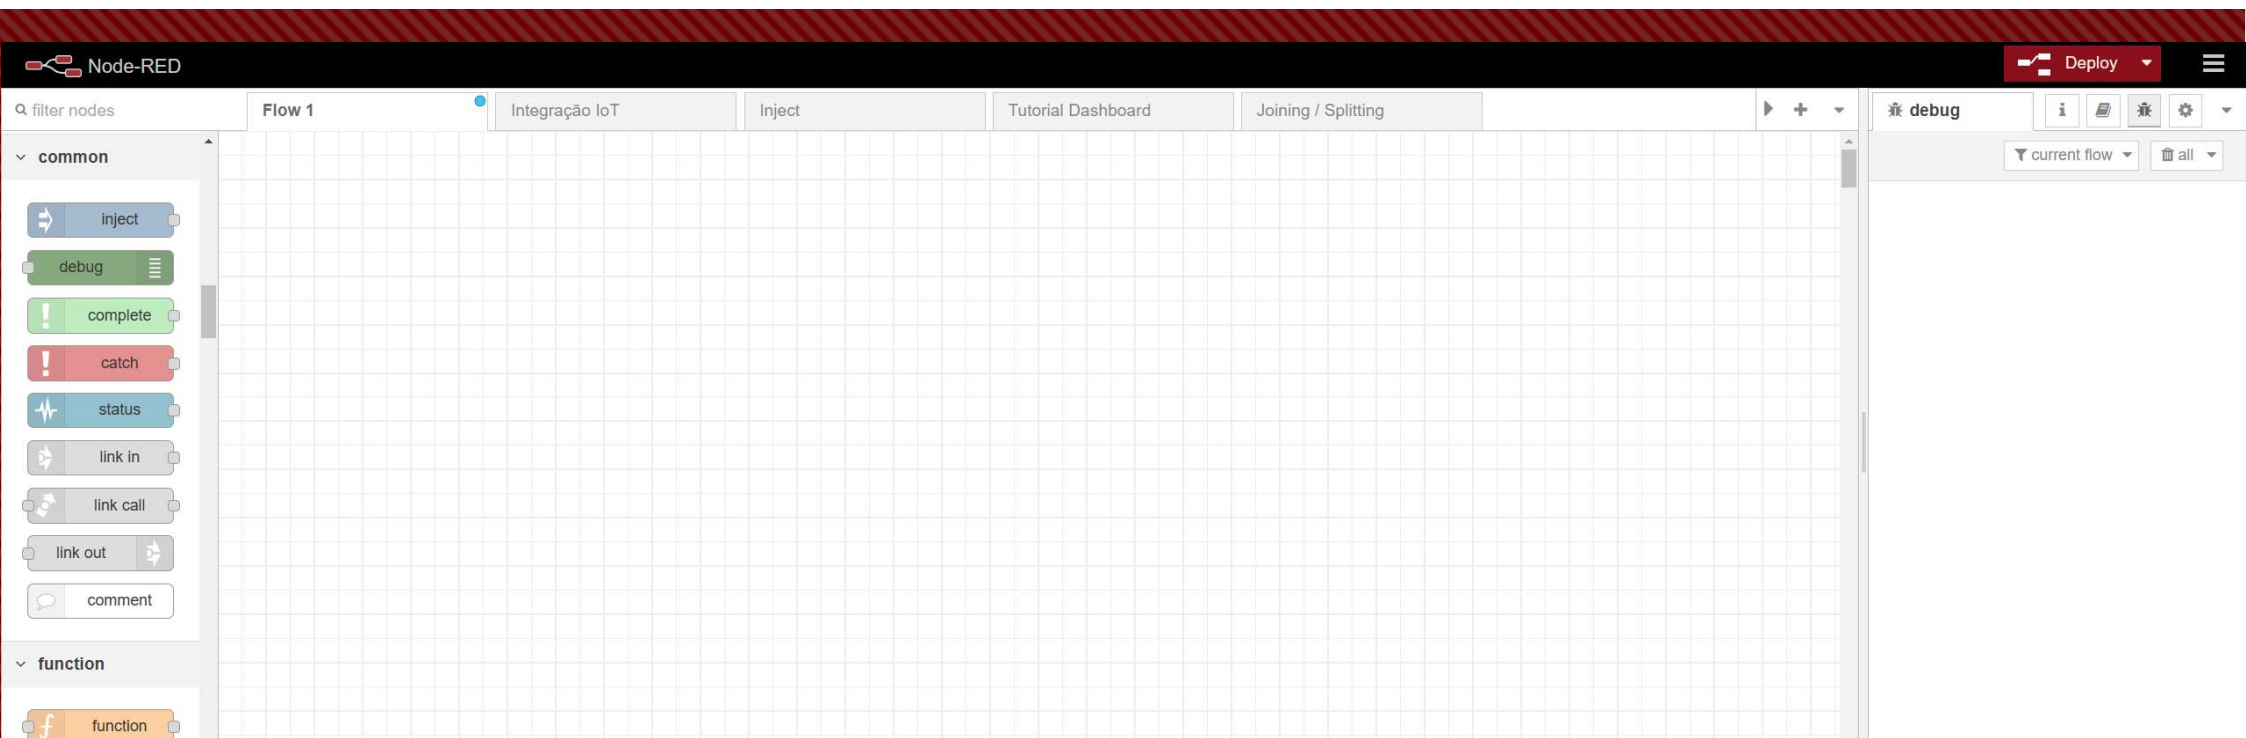 Node-RED
Deploy
filter nodes
Flow 1
Integração IoT
Inject
Tutorial Dashboard
Joining / Splitting
debug
i
current flow
all
common
inject
debug
complete
catch
status
link in
link call
link out
comment
function
function